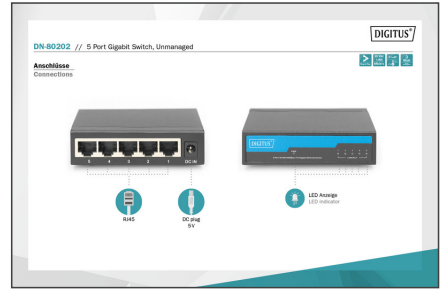 DIGITUS®
DN-80202 // 5 Port Gigabit Switch, Unmanaged
Anschlüsse
Connections
5 4 3 2 1 DC IN
DIGITUS
RJ45
DC plug
5V
LED Anzeige
LED indicator